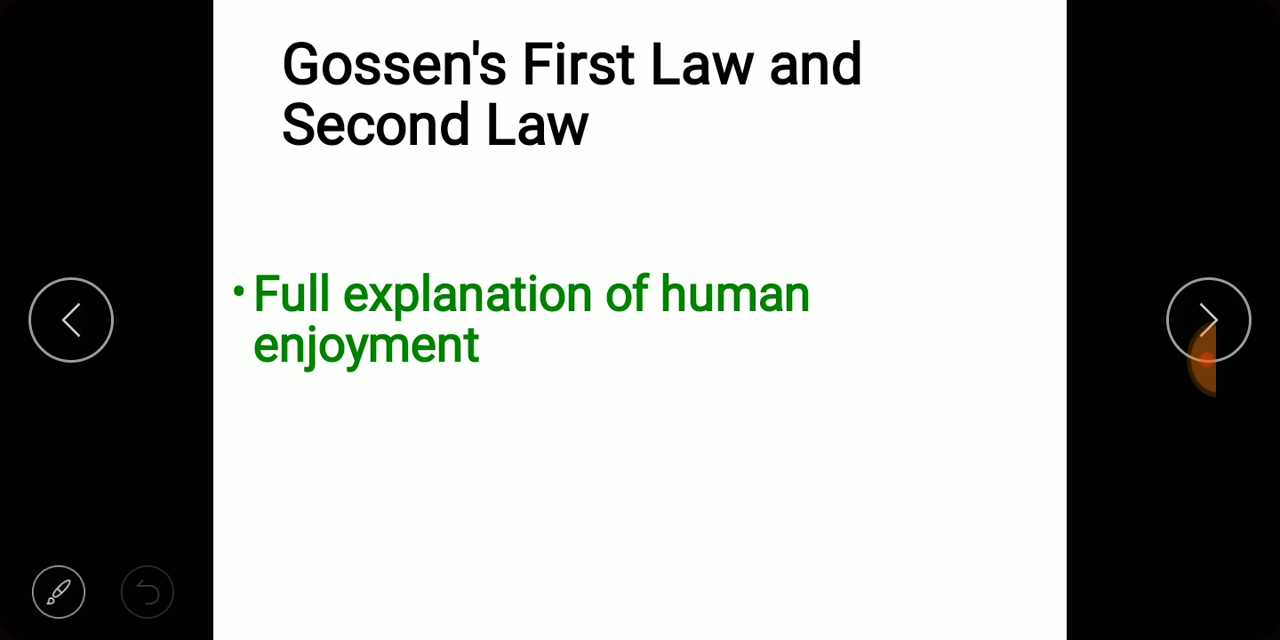 Gossen's First Law and
Second Law
• Full explanation of human
enjoyment